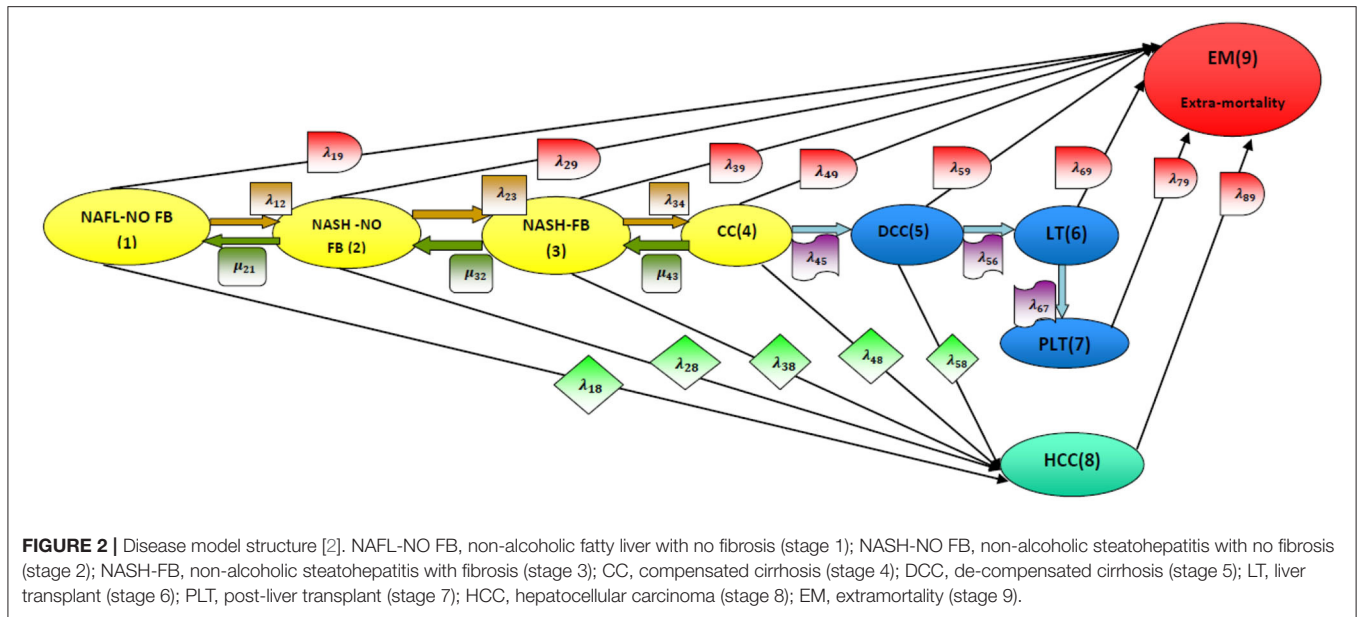 EM(9)
Extra-mortality
λ19
λ29
λ39
λ49
λ59
λ69
λ79
λ89
λ12
λ23
λ34
NAFL-NO FB
(1)
NASH -NO
FB (2)
NASH-FB
(3)
CC(4)
DCC(5)
LT(6)
μ21
μ32
μ43
λ45
λ56
λ67
PLT(7)
λ18
λ28
λ38
λ48
λ58
HCC(8)
FIGURE 2 | Disease model structure [2]. NAFL-NO FB, non-alcoholic fatty liver with no fibrosis (stage 1); NASH-NO FB, non-alcoholic steatohepatitis with no fibrosis
(stage 2); NASH-FB, non-alcoholic steatohepatitis with fibrosis (stage 3); CC, compensated cirrhosis (stage 4); DCC, de-compensated cirrhosis (stage 5); LT, liver
transplant (stage 6); PLT, post-liver transplant (stage 7); HCC, hepatocellular carcinoma (stage 8); EM, extramortality (stage 9).